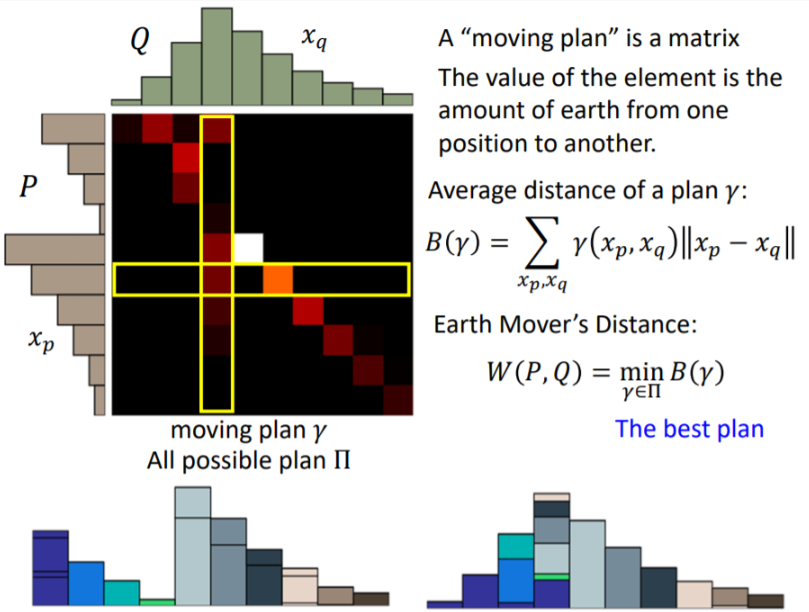 Q
x_q
P
x_p
moving plan γ
All possible plan Π
A “moving plan” is a matrix
The value of the element is the
amount of earth from one
position to another.
Average distance of a plan γ:
B(γ) = ∑ γ(x_p, x_q)‖x_p − x_q‖
x_p,x_q
Earth Mover’s Distance:
W(P, Q) = min B(γ)
γ∈Π
The best plan